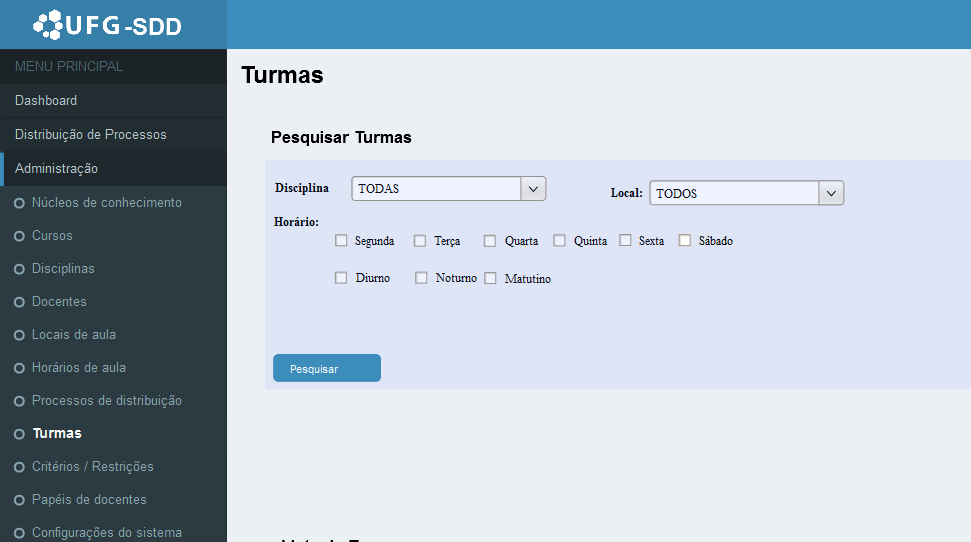 UFG-SDD
MENU PRINCIPAL
Dashboard
Distribuição de Processos
Administração
Núcleos de conhecimento
Cursos
Disciplinas
Docentes
Locais de aula
Horários de aula
Processos de distribuição
Turmas
Critérios / Restrições
Papéis de docentes
Configurações do sistema
Turmas
Pesquisar Turmas
Disciplina TODAS Local: TODOS
Horário:
Segunda Terça Quarta Quinta Sexta Sábado
Diurno Noturno Matutino
Pesquisar